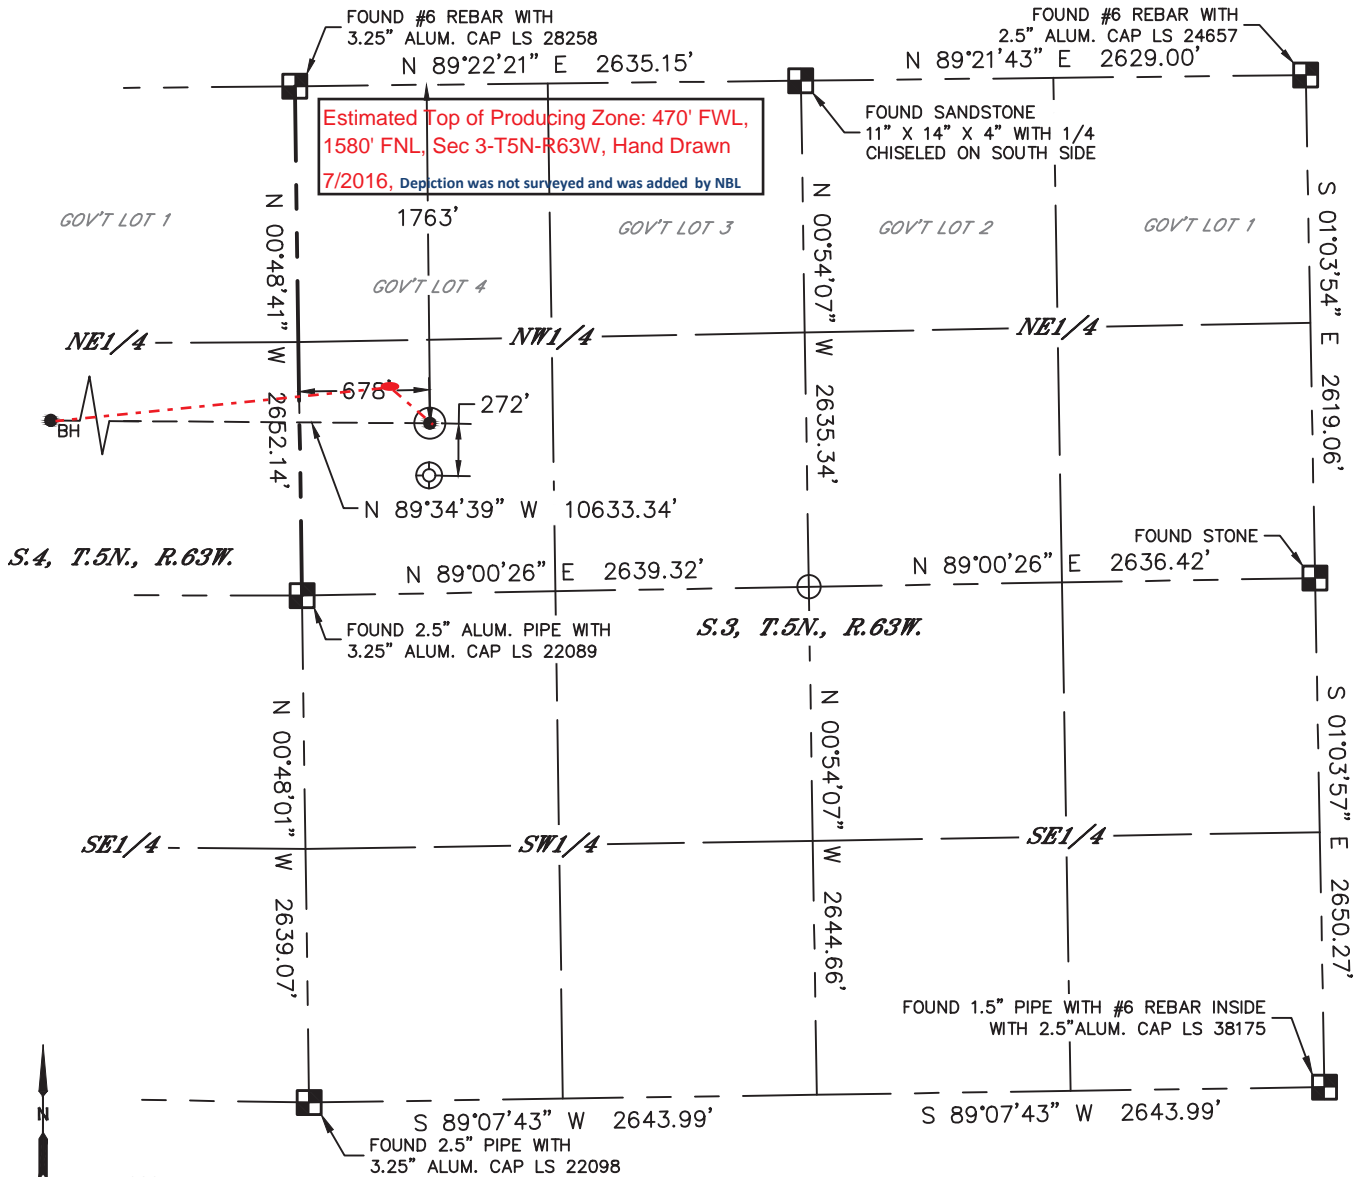 FOUND #6 REBAR WITH
3.25" ALUM. CAP LS 28258
FOUND #6 REBAR WITH
2.5" ALUM. CAP LS 24657
N 89°22'21" E 2635.15'
N 89°21'43" E 2629.00'
Estimated Top of Producing Zone: 470' FWL,
1580' FNL, Sec 3-T5N-R63W, Hand Drawn
7/2016, Depiction was not surveyed and was added by NBL
FOUND SANDSTONE
11" X 14" X 4" WITH 1/4
CHISELED ON SOUTH SIDE
GOV'T LOT 1
1763'
GOV'T LOT 3
GOV'T LOT 2
GOV'T LOT 1
GOV'T LOT 4
N 00°48'41" W 2652.14'
N 00°54'07" W 2635.34'
S 01°03'54" E 2619.06'
NE1/4
NW1/4
NE1/4
678'
272'
BH
N 89°34'39" W 10633.34'
S.4, T.5N., R.63W.
FOUND STONE
N 89°00'26" E 2639.32'
N 89°00'26" E 2636.42'
FOUND 2.5" ALUM. PIPE WITH
3.25" ALUM. CAP LS 22089
S.3, T.5N., R.63W.
N 00°48'01" W 2639.07'
N 00°54'07" W 2644.66'
S 01°03'57" E 2650.27'
SE1/4
SW1/4
SE1/4
FOUND 1.5" PIPE WITH #6 REBAR INSIDE
WITH 2.5"ALUM. CAP LS 38175
N
S 89°07'43" W 2643.99'
S 89°07'43" W 2643.99'
FOUND 2.5" PIPE WITH
3.25" ALUM. CAP LS 22098